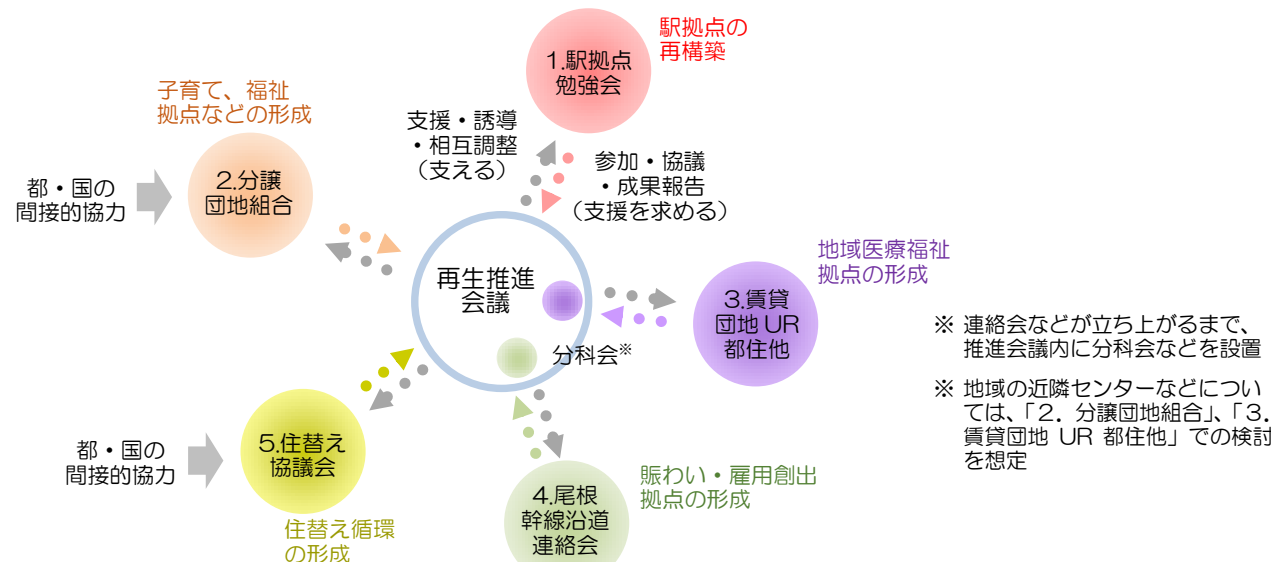 駅拠点の
再構築
1.駅拠点
勉強会
子育て、福祉
拠点などの形成
支援・誘導
・相互調整
（支える）
参加・協議
・成果報告
（支援を求める）
都・国の
間接的協力
2.分譲
団地組合
再生推進
会議
分科会※
地域医療福祉
拠点の形成
3.賃貸
団地 UR
都住他
※ 連絡会などが立ち上がるまで、
推進会議内に分科会などを設置
※ 地域の近隣センターなどについ
ては、「2．分譲団地組合」、「3．
賃貸団地 UR 都住他」での検討
を想定
都・国の
間接的協力
5.住替え
協議会
住替え循環
の形成
4.尾根
幹線沿道
連絡会
賑わい・雇用創出
拠点の形成